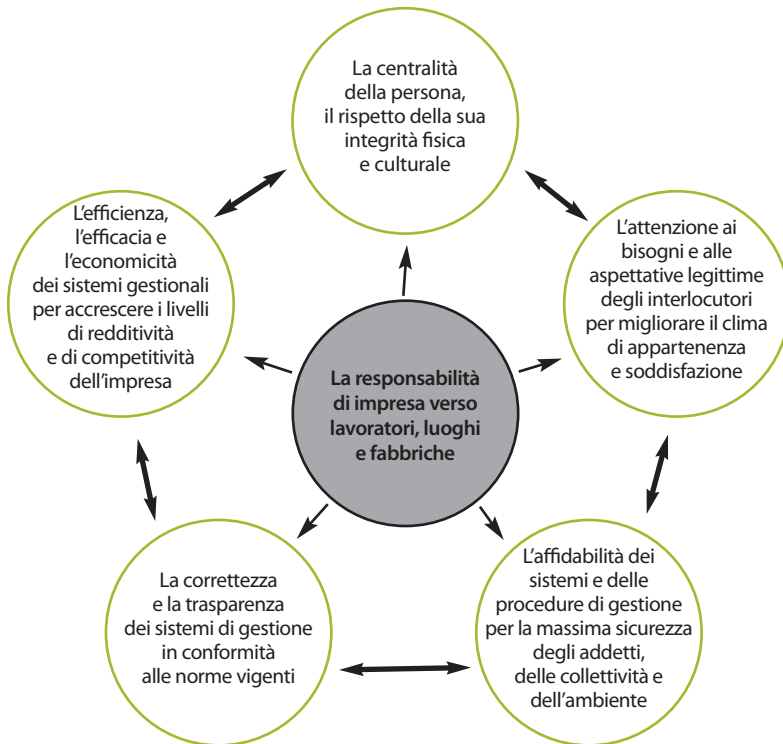 La centralità
della persona,
il rispetto della sua
integrità fisica
e culturale
L'efficienza,
l'efficacia e
l'economicità
dei sistemi gestionali
per accrescere i livelli
di redditività
e di competitività
dell'impresa
L'attenzione ai
bisogni e alle
aspettative legittime
degli interlocutori
per migliorare il clima
di appartenenza
e soddisfazione
La responsabilità
di impresa verso
lavoratori, luoghi
e fabbriche
La correttezza
e la trasparenza
dei sistemi di gestione
in conformità
alle norme vigenti
L'affidabilità dei
sistemi e delle
procedure di gestione
per la massima sicurezza
degli addetti,
delle collettività e
dell'ambiente